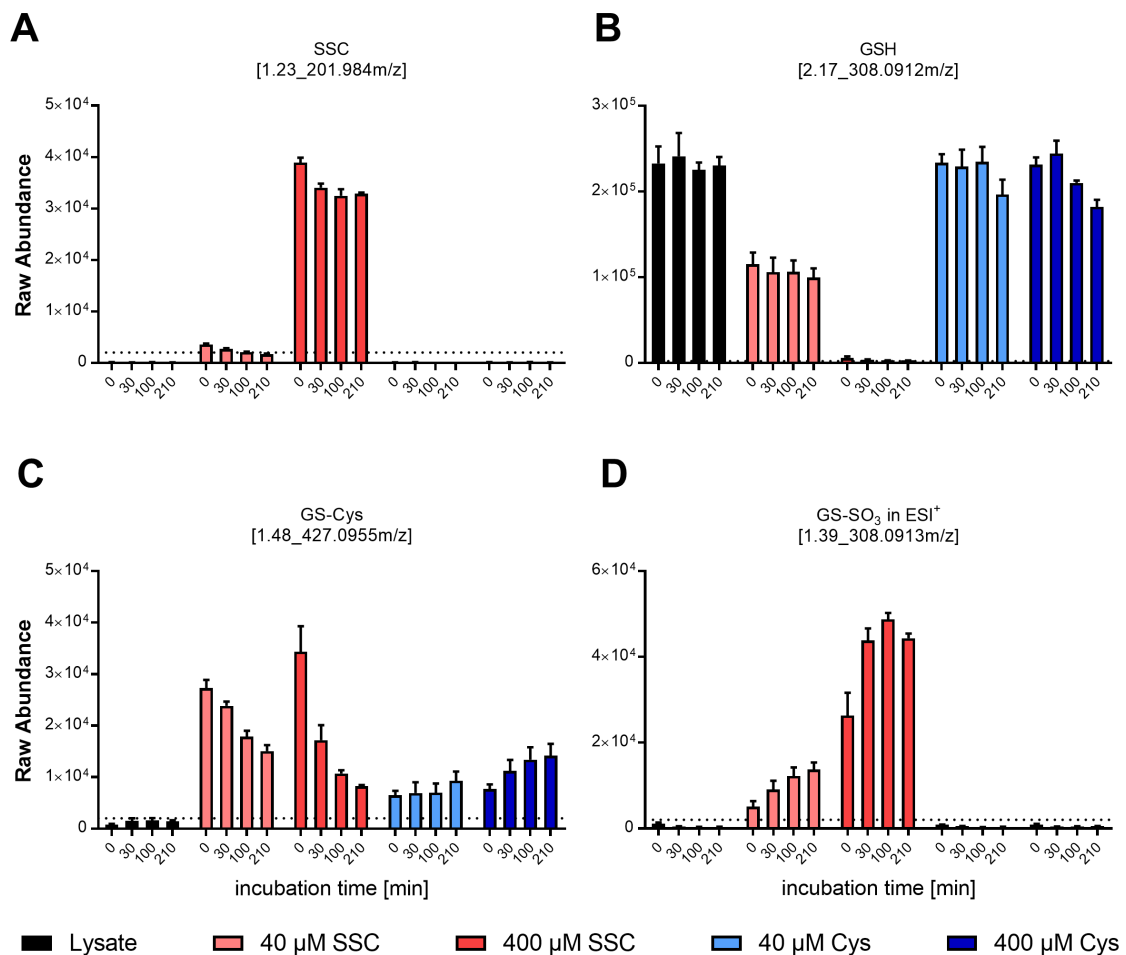 A
SSC
[1.23_201.984m/z]
Raw Abundance
5×10⁴
4×10⁴
3×10⁴
2×10⁴
1×10⁴
0
0 30 100 210 0 30 100 210 0 30 100 210 0 30 100 210 0 30 100 210
B
GSH
[2.17_308.0912m/z]
3×10⁵
2×10⁵
1×10⁵
0
0 30 100 210 0 30 100 210 0 30 100 210 0 30 100 210 0 30 100 210
C
GS-Cys
[1.48_427.0955m/z]
Raw Abundance
5×10⁴
4×10⁴
3×10⁴
2×10⁴
1×10⁴
0
0 30 100 210 0 30 100 210 0 30 100 210 0 30 100 210 0 30 100 210
incubation time [min]
D
GS-SO₃ in ESI⁺
[1.39_308.0913m/z]
6×10⁴
4×10⁴
2×10⁴
0
0 30 100 210 0 30 100 210 0 30 100 210 0 30 100 210 0 30 100 210
incubation time [min]
Lysate 40 µM SSC 400 µM SSC 40 µM Cys 400 µM Cys